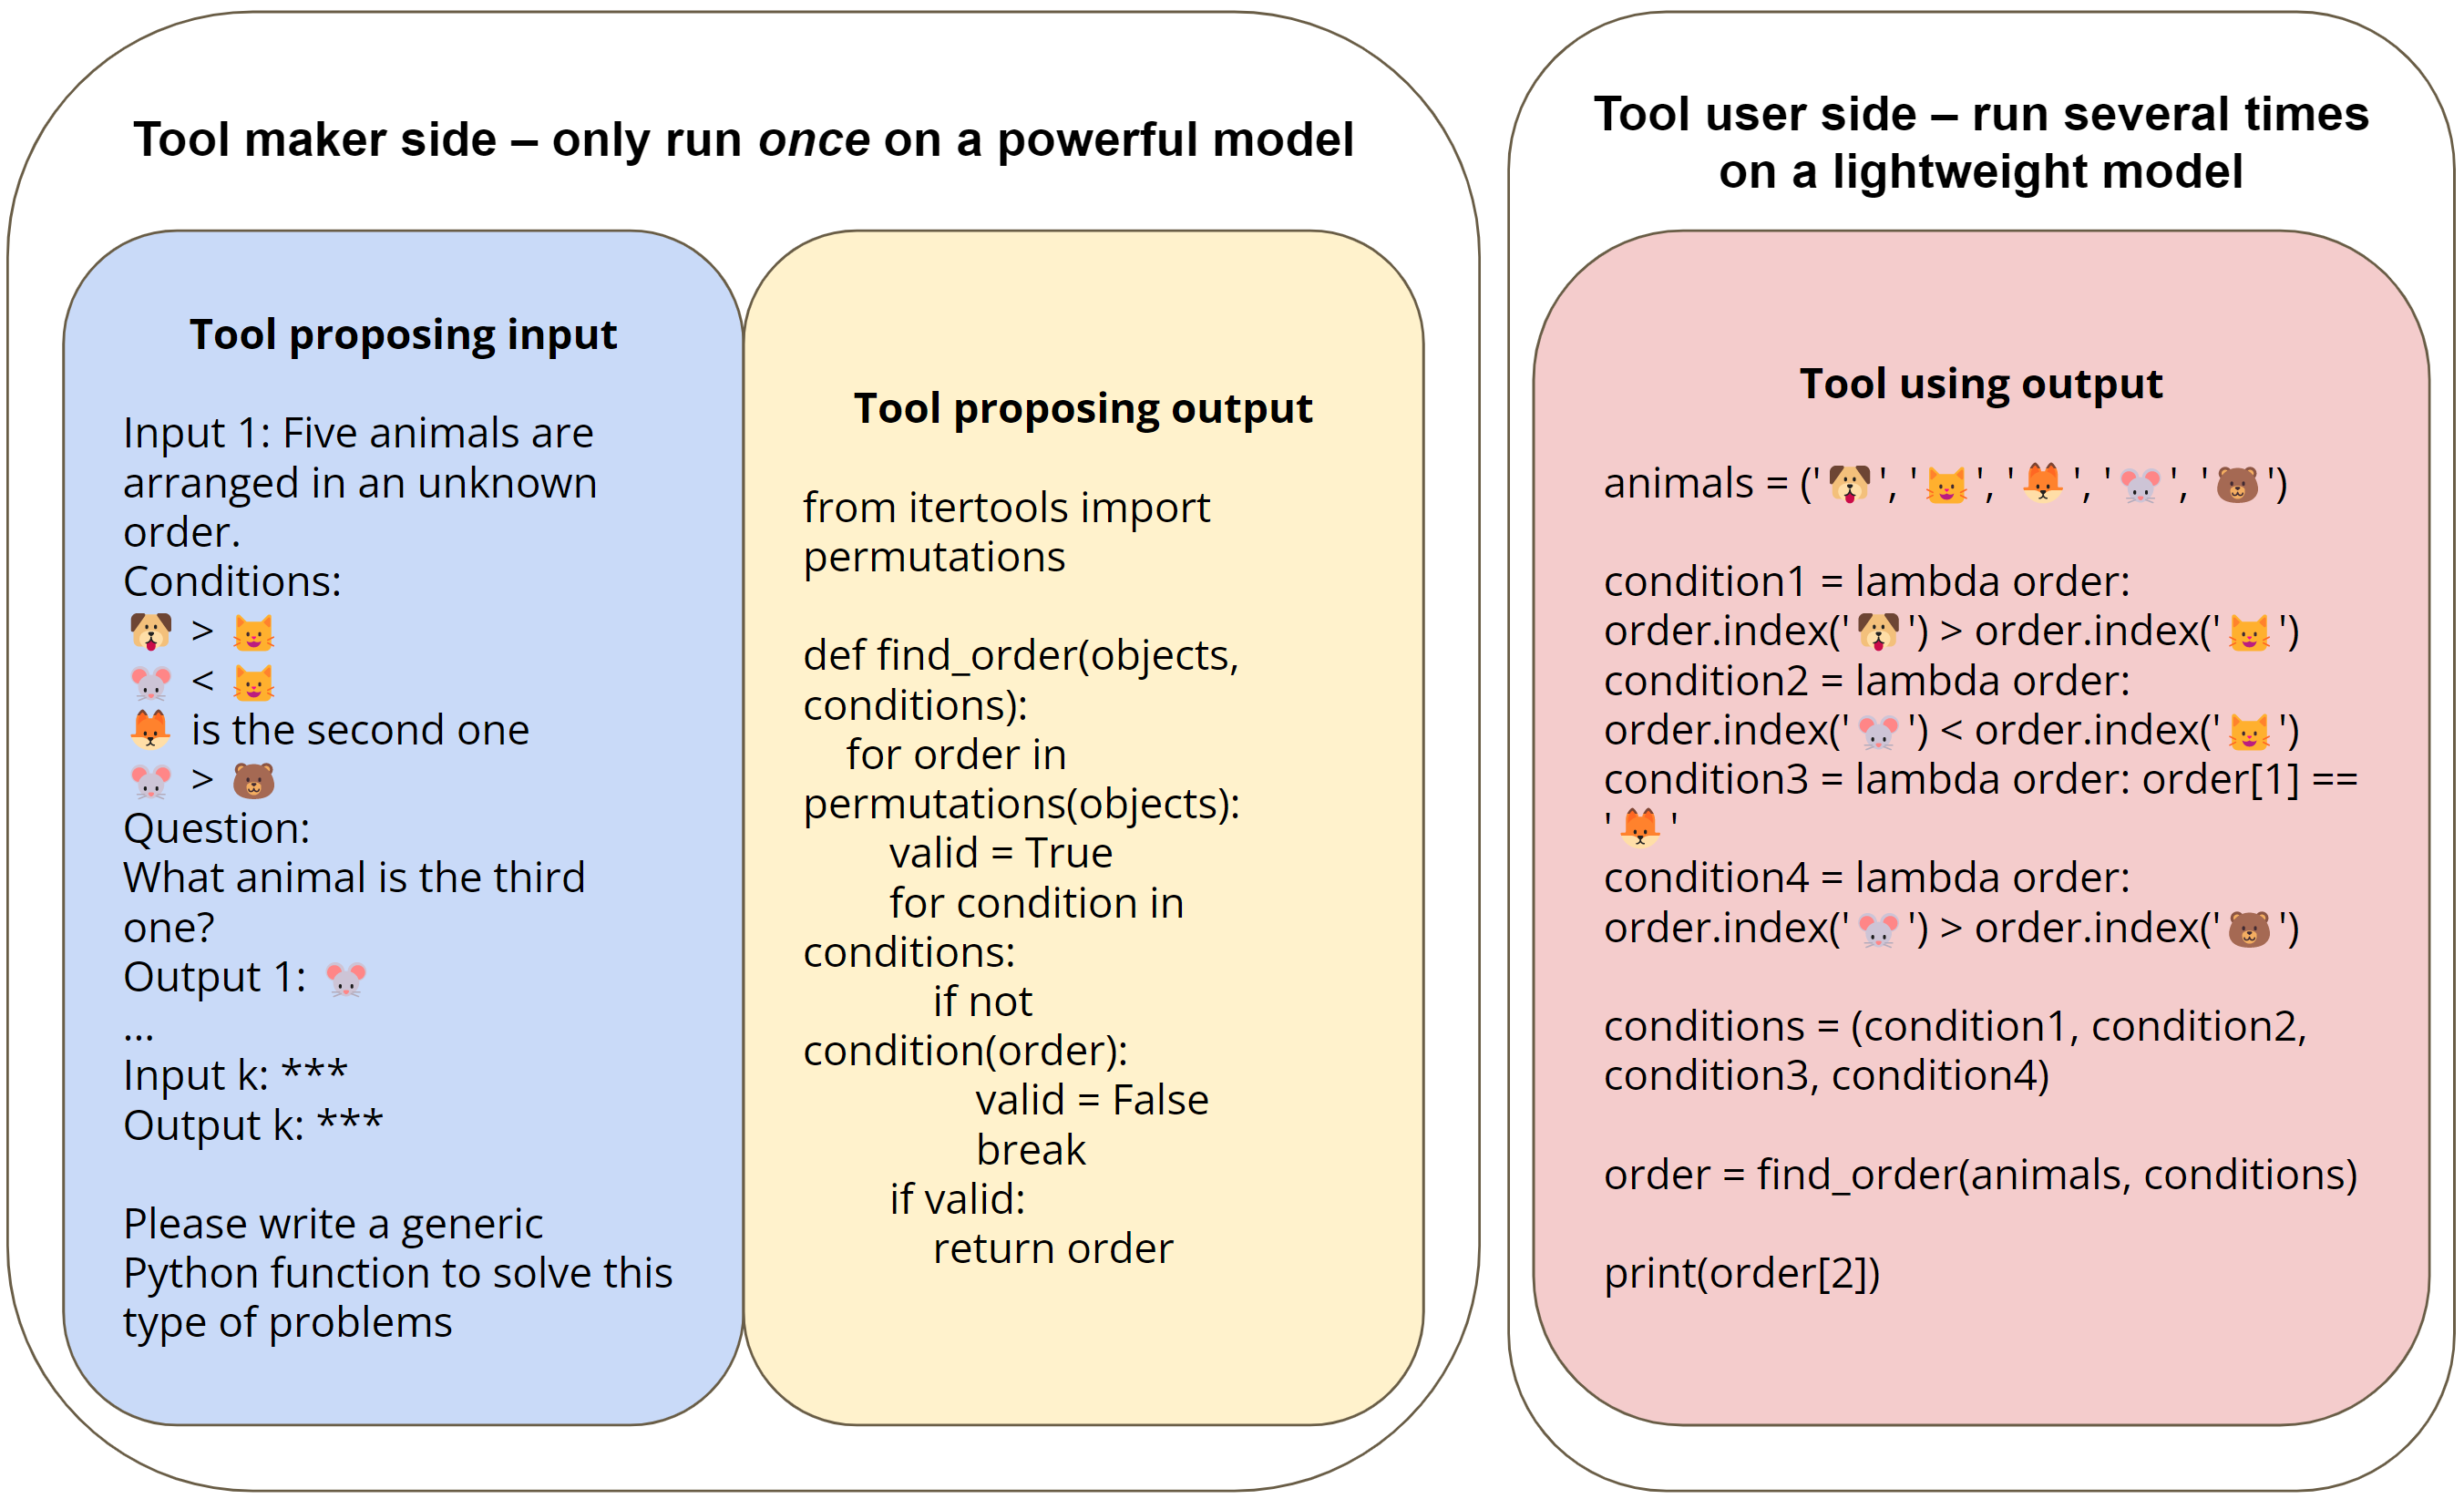 Tool maker side – only run once on a powerful model
Tool proposing input
Input 1: Five animals are
arranged in an unknown
order.
Conditions:
🐶 > 🐱
🐭 < 🐱
🦊 is the second one
🐭 > 🐻
Question:
What animal is the third
one?
Output 1: 🐭
...
Input k: ***
Output k: ***
Please write a generic
Python function to solve this
type of problems
Tool proposing output
from itertools import
permutations
def find_order(objects,
conditions):
    for order in
permutations(objects):
        valid = True
        for condition in
conditions:
            if not
condition(order):
                valid = False
                break
        if valid:
            return order
Tool user side – run several times
on a lightweight model
Tool using output
animals = ('🐶', '🐱', '🦊', '🐭', '🐻')
condition1 = lambda order:
order.index('🐶') > order.index('🐱')
condition2 = lambda order:
order.index('🐭') < order.index('🐱')
condition3 = lambda order: order[1] ==
'🦊'
condition4 = lambda order:
order.index('🐭') > order.index('🐻')
conditions = (condition1, condition2,
condition3, condition4)
order = find_order(animals, conditions)
print(order[2])